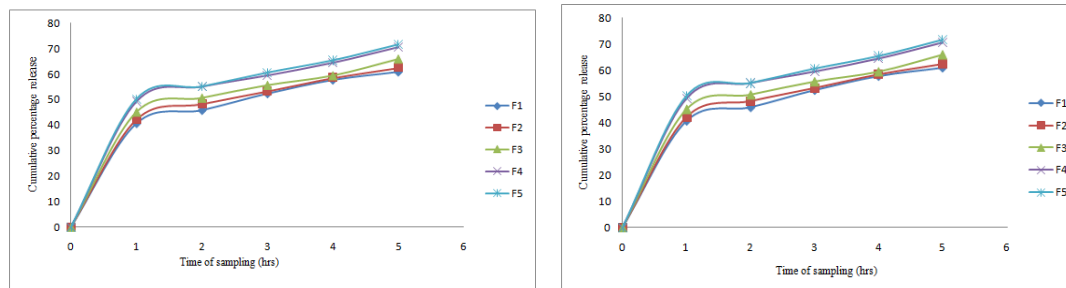 80
70
60
50
40
30
20
10
0
Cumulative percentage release
0 1 2 3 4 5 6
Time of sampling (hrs)
F1
F2
F3
F4
F5
80
70
60
50
40
30
20
10
0
Cumulative percentage release
0 1 2 3 4 5 6
Time of sampling (hrs)
F1
F2
F3
F4
F5